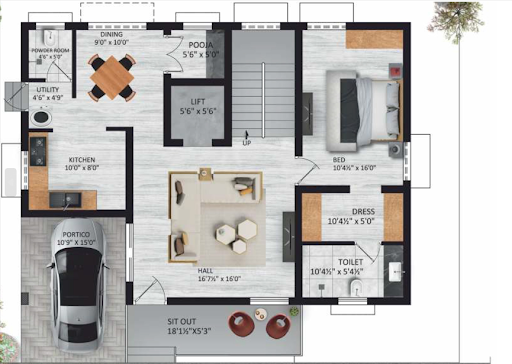 DINING
9'0" x 10'0"
POWDER ROOM
4'6" x 5'0"
POOJA
5'6" x 5'0"
UTILITY
4'6" x 4'9"
LIFT
5'6" x 5'6"
UP
KITCHEN
10'0" x 8'0"
BED
10'4½" x 16'0"
DRESS
10'4½" x 5'0"
PORTICO
10'9" x 15'0"
HALL
16'7½" x 16'0"
TOILET
10'4½" x 5'4½"
SIT OUT
18'1½"X5'3"